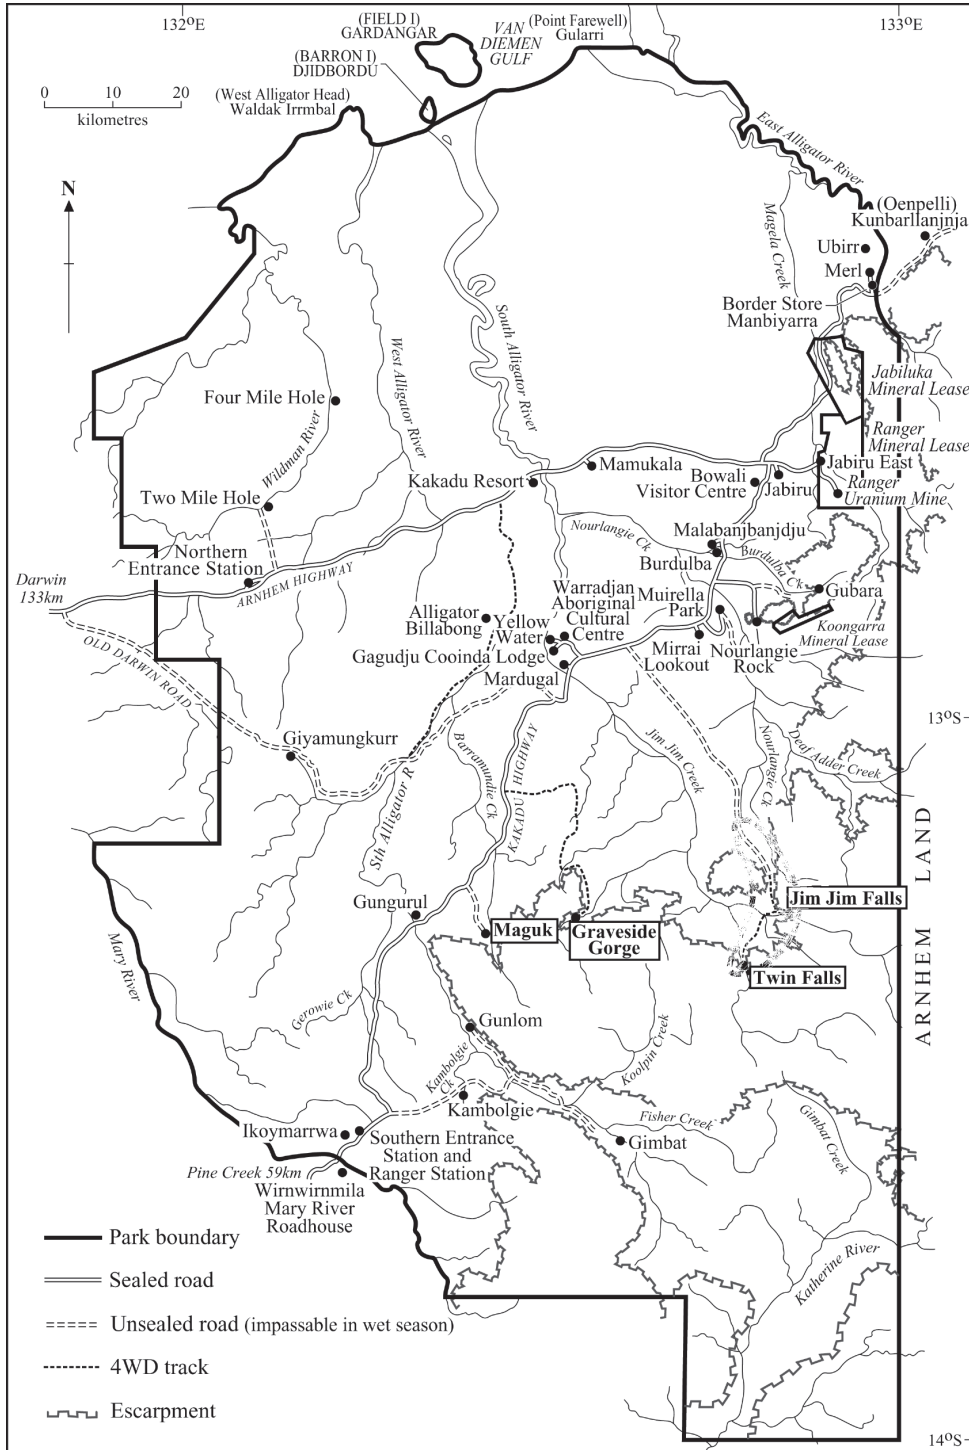 132°E
133°E
(FIELD I)
GARDANGAR
VAN
DIEMEN
GULF
(Point Farewell)
Gularri
(BARRON I)
DJIDBORDU
(West Alligator Head)
Waldak Irrmbal
0 10 20
kilometres
N
East Alligator River
Magela Creek
(Oenpelli)
Kunbarllanjnja
Ubirr
Merl
Border Store
Manbiyarra
South Alligator River
West Alligator River
Jabiluka
Mineral Lease
Four Mile Hole
Wildman River
Ranger
Mineral Lease
Mamukala
Kakadu Resort
Bowali
Visitor Centre
Jabiru
Jabiru East
Ranger
Uranium Mine
Two Mile Hole
Nourlangie Ck
Malabanjbanjdju
Burdulba
Burdulba Ck
Northern
Entrance Station
ARNHEM HIGHWAY
Darwin
133km
Warradjan
Aboriginal
Cultural
Centre
Muirella
Park
Gubara
Alligator
Billabong
Yellow
Water
Koongarra
Mineral Lease
Gagudju Cooinda Lodge
Mirrai
Lookout
Nourlangie
Rock
Mardugal
OLD DARWIN ROAD
13°S
Giyamungkurr
Barramundie Ck
KAKADU HIGHWAY
Jim Jim Creek
Nourlangie Ck
Deaf Adder Creek
Sth Alligator R
ARNHEM LAND
Jim Jim Falls
Gungurul
Maguk
Graveside
Gorge
Twin Falls
Mary River
Gerowie Ck
Gunlom
Kambolgie
Ck
Koolpin Creek
Kambolgie
Fisher Creek
Gimbat Creek
Ikoymarrwa
Southern Entrance
Station and
Ranger Station
Gimbat
Pine Creek 59km
Wirnwirnmila
Mary River
Roadhouse
Katherine River
Park boundary
Sealed road
Unsealed road (impassable in wet season)
4WD track
Escarpment
14°S